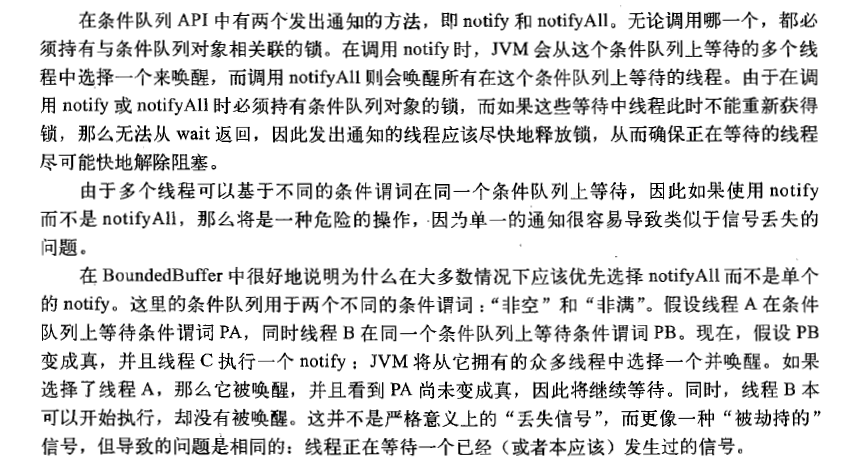 在条件队列 API 中有两个发出通知的方法，即 notify 和 notifyAll。无论调用哪一个，都必
须持有与条件队列对象相关联的锁。在调用 notify 时，JVM 会从这个条件队列上等待的多个线
程中选择一个来唤醒，而调用 notifyAll 则会唤醒所有在这个条件队列上等待的线程。由于在调
用 notify 或 notifyAll 时必须持有条件队列对象的锁，而如果这些等待中线程此时不能重新获得
锁，那么无法从 wait 返回，因此发出通知的线程应该尽快地释放锁，从而确保正在等待的线程
尽可能快地解除阻塞。
由于多个线程可以基于不同的条件谓词在同一个条件队列上等待，因此如果使用 notify
而不是 notifyAll，那么将是一种危险的操作，因为单一的通知很容易导致类似于信号丢失的
问题。
在 BoundedBuffer 中很好地说明为什么在大多数情况下应该优先选择 notifyAll 而不是单个
的 notify。这里的条件队列用于两个不同的条件谓词：“非空”和“非满”。假设线程 A 在条件
队列上等待条件谓词 PA，同时线程 B 在同一个条件队列上等待条件谓词 PB。现在，假设 PB
变成真，并且线程 C 执行一个 notify：JVM 将从它拥有的众多线程中选择一个并唤醒。如果
选择了线程 A，那么它被唤醒，并且看到 PA 尚未变成真，因此将继续等待。同时，线程 B 本
可以开始执行，却没有被唤醒。这并不是严格意义上的“丢失信号”，而更像一种“被劫持的”
信号，但导致的问题是相同的：线程正在等待一个已经（或者本应该）发生过的信号。